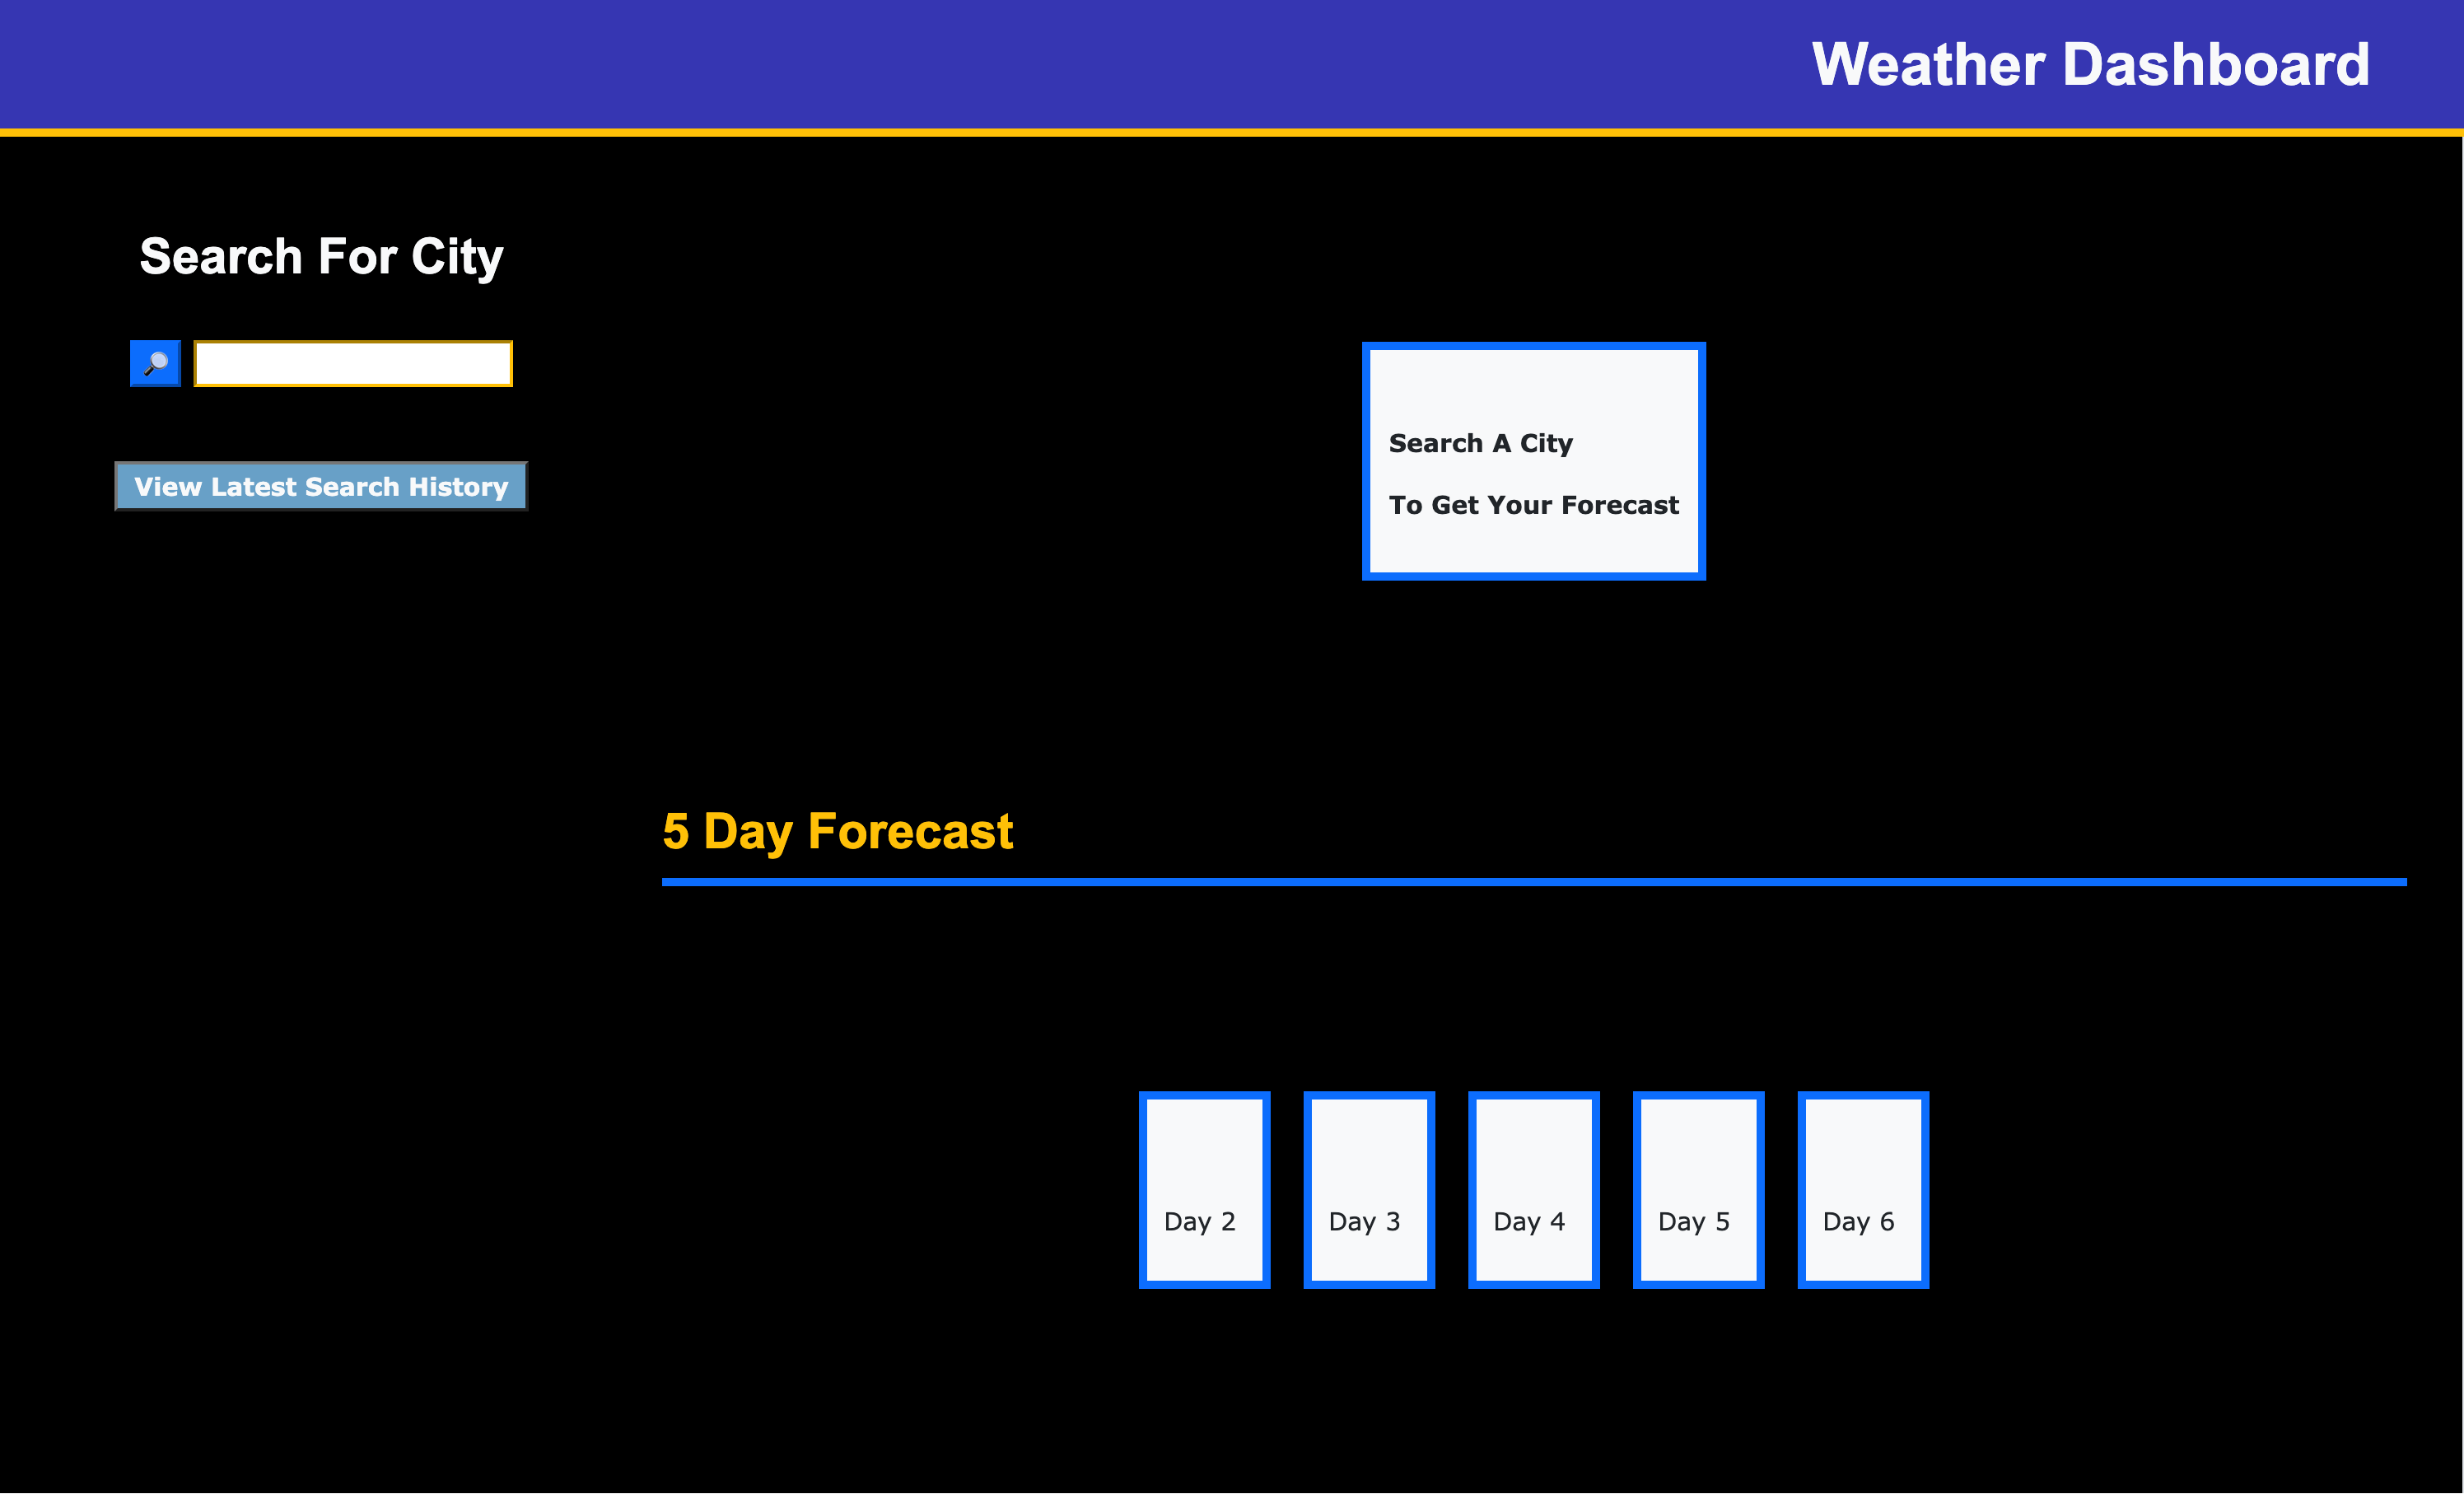 Weather Dashboard
Search For City
View Latest Search History
Search A City
To Get Your Forecast
5 Day Forecast
Day 2
Day 3
Day 4
Day 5
Day 6